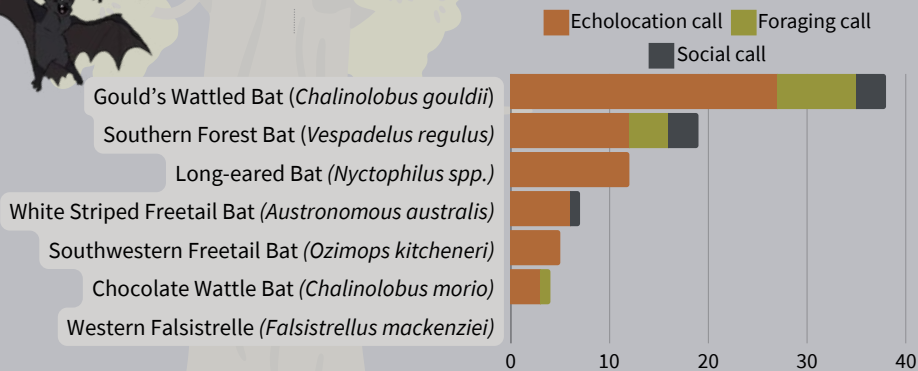 Echolocation call Foraging call
Social call
Gould's Wattled Bat (Chalinolobus gouldii)
Southern Forest Bat (Vespadelus regulus)
Long-eared Bat (Nyctophilus spp.)
White Striped Freetail Bat (Austronomous australis)
Southwestern Freetail Bat (Ozimops kitcheneri)
Chocolate Wattle Bat (Chalinolobus morio)
Western Falsistrelle (Falsistrellus mackenziei)
0 10 20 30 40